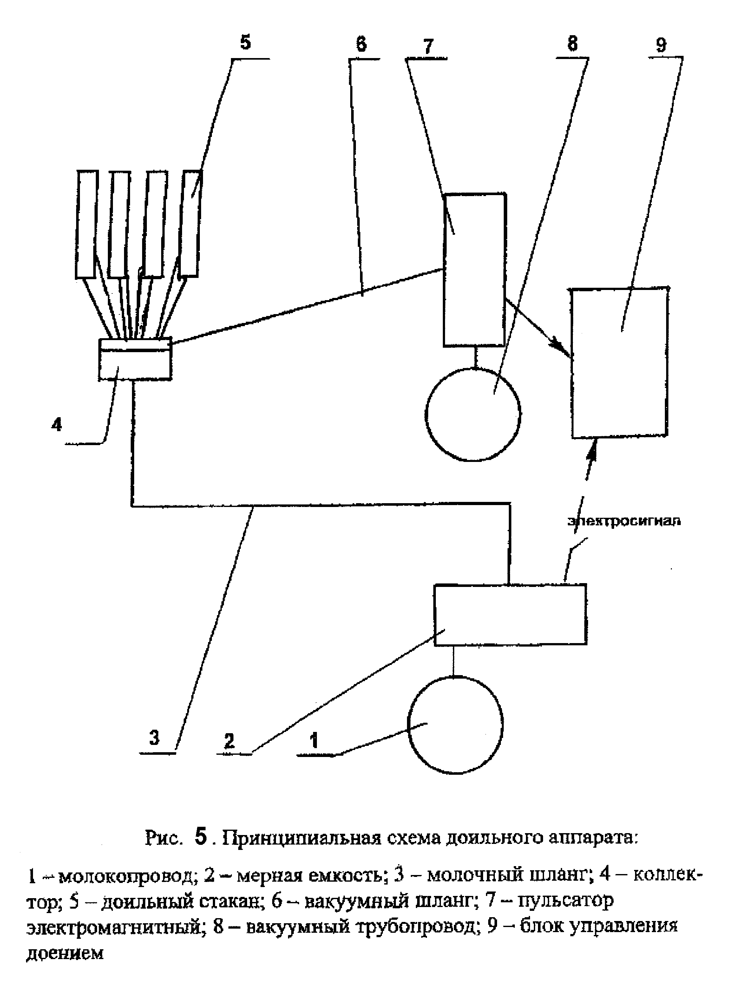 5 6 7 8 9
4
электросигнал
3 2 1
Рис. 5. Принципиальная схема доильного аппарата:
1 – молокопровод; 2 – мерная емкость; 3 – молочный шланг; 4 – коллек-
тор; 5 – доильный стакан; 6 – вакуумный шланг; 7 – пульсатор
электромагнитный; 8 – вакуумный трубопровод; 9 – блок управления
доением